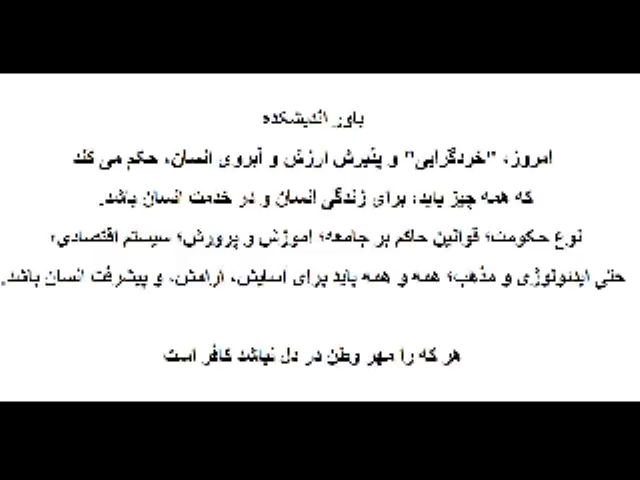 باور اندیشکده
امروز، "خردگرایی" و پذیرش ارزش و آبروی انسان، حکم می کند
که همه چیز باید، برای زندگی انسان و در خدمت انسان باشد.
نوع حکومت؛ قوانین حاکم بر جامعه؛ اموزش و پرورش؛ سیستم اقتصادی؛
حتی ایدئولوژی و مذهب؛ همه و همه باید برای آسایش، ارامش، و پیشرفت انسان باشد.
هر که را مهر وطن در دل نباشد کافر است